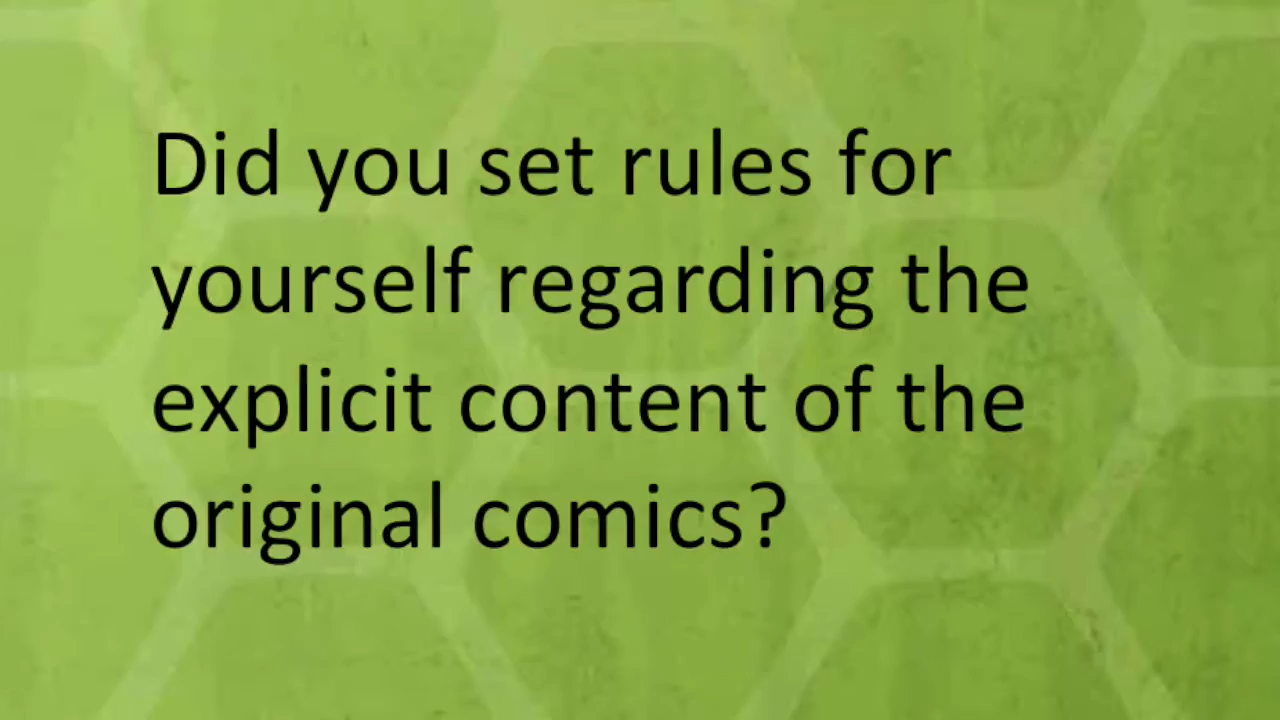 Did you set rules for
yourself regarding the
explicit content of the
original comics?